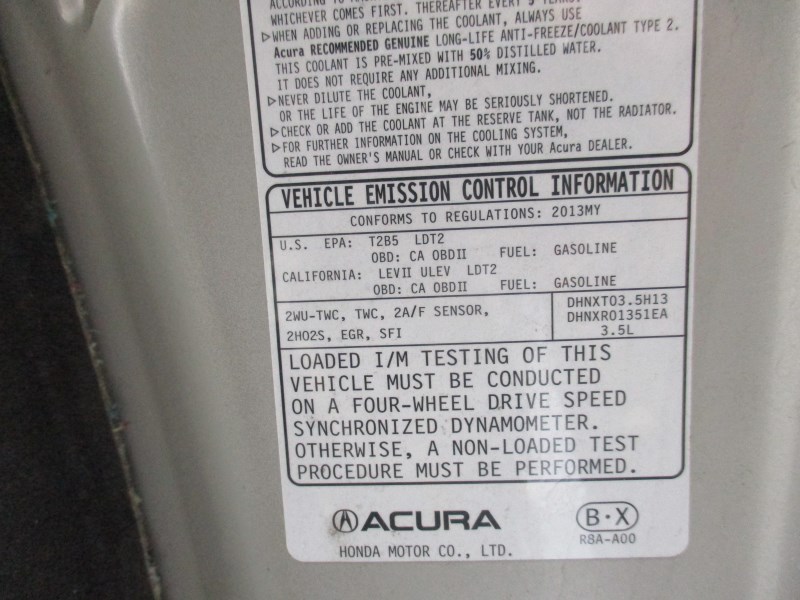 WHICHEVER COMES FIRST. THEREAFTER EVERY 5 YEARS.
▷WHEN ADDING OR REPLACING THE COOLANT, ALWAYS USE
Acura RECOMMENDED GENUINE LONG-LIFE ANTI-FREEZE/COOLANT TYPE 2.
THIS COOLANT IS PRE-MIXED WITH 50% DISTILLED WATER.
IT DOES NOT REQUIRE ANY ADDITIONAL MIXING.
▷NEVER DILUTE THE COOLANT,
OR THE LIFE OF THE ENGINE MAY BE SERIOUSLY SHORTENED.
▷CHECK OR ADD THE COOLANT AT THE RESERVE TANK, NOT THE RADIATOR.
▷FOR FURTHER INFORMATION ON THE COOLING SYSTEM,
READ THE OWNER'S MANUAL OR CHECK WITH YOUR Acura DEALER.
VEHICLE EMISSION CONTROL INFORMATION
CONFORMS TO REGULATIONS: 2013MY
U.S. EPA: T2B5 LDT2
OBD: CA OBDII FUEL: GASOLINE
CALIFORNIA: LEVII ULEV LDT2
OBD: CA OBDII FUEL: GASOLINE
2WU-TWC, TWC, 2A/F SENSOR,
2HO2S, EGR, SFI
DHNXT03.5H13
DHNXR01351EA
3.5L
LOADED I/M TESTING OF THIS
VEHICLE MUST BE CONDUCTED
ON A FOUR-WHEEL DRIVE SPEED
SYNCHRONIZED DYNAMOMETER.
OTHERWISE, A NON-LOADED TEST
PROCEDURE MUST BE PERFORMED.
ACURA
HONDA MOTOR CO., LTD.
B·X
R8A-A00